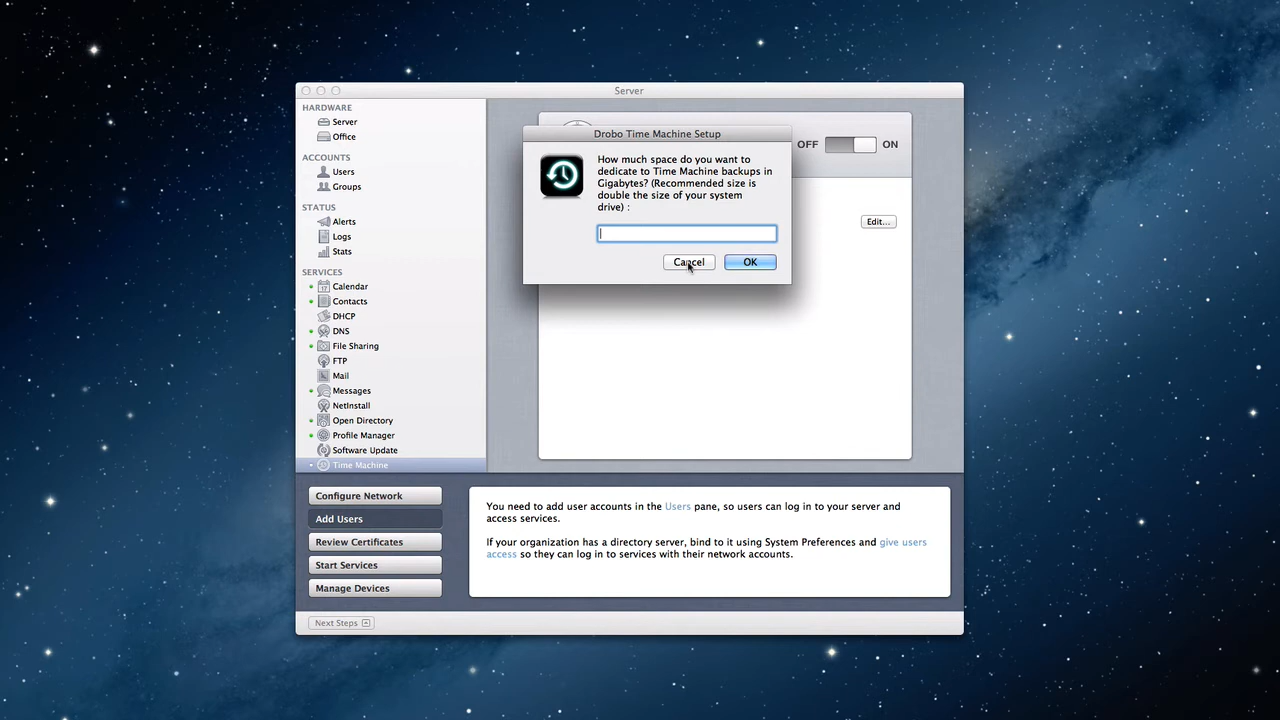 Server
HARDWARE
Server
Office
ACCOUNTS
Users
Groups
STATUS
Alerts
Logs
Stats
SERVICES
Calendar
Contacts
DHCP
DNS
File Sharing
FTP
Mail
Messages
NetInstall
Open Directory
Profile Manager
Software Update
Time Machine
Drobo Time Machine Setup
How much space do you want to
dedicate to Time Machine backups in
Gigabytes? (Recommended size is
double the size of your system
drive) :
Cancel
OK
OFF
ON
Edit...
Configure Network
Add Users
Review Certificates
Start Services
Manage Devices
You need to add user accounts in the Users pane, so users can log in to your server and
access services.
If your organization has a directory server, bind to it using System Preferences and give users
access so they can log in to services with their network accounts.
Next Steps